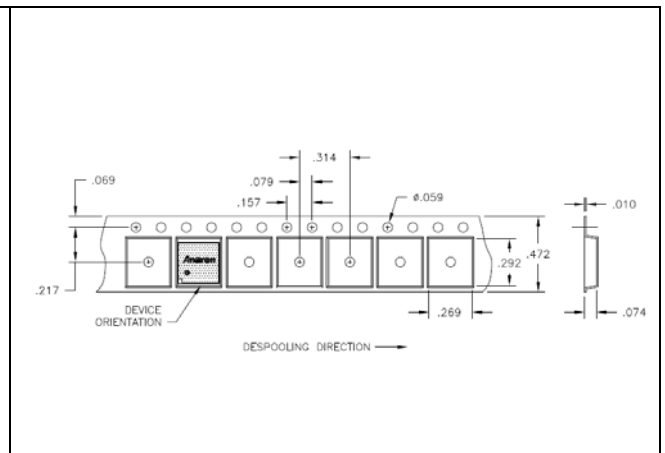 .314
.069
.079
ø.059
.157
.010
.292
.472
.217
DEVICE
ORIENTATION
Anaren
.269
.074
DESPOOLING DIRECTION